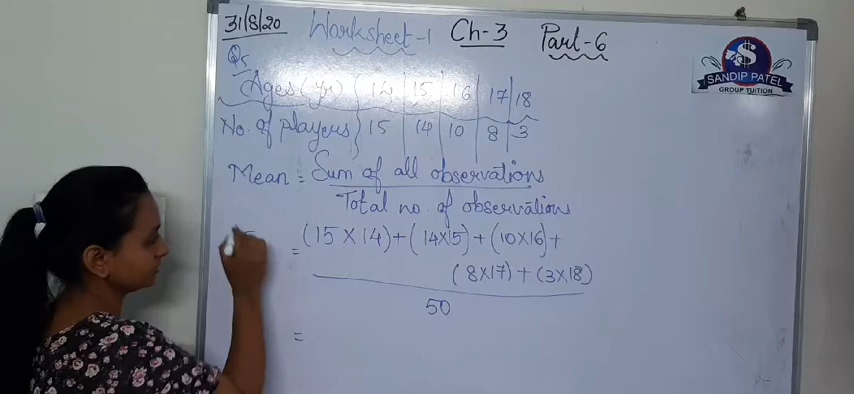 31/8/20 Worksheet-1 Ch-3 Part-6
Q5
Ages (yr) 14 15 16 17 18
No. of players 15 14 10 8 3
Mean = Sum of all observations
Total no. of observations
= (15 × 14) + (14×15) + (10×16) +
(8×17) + (3×18)
50
=
$
SANDIP PATEL
GROUP TUITION